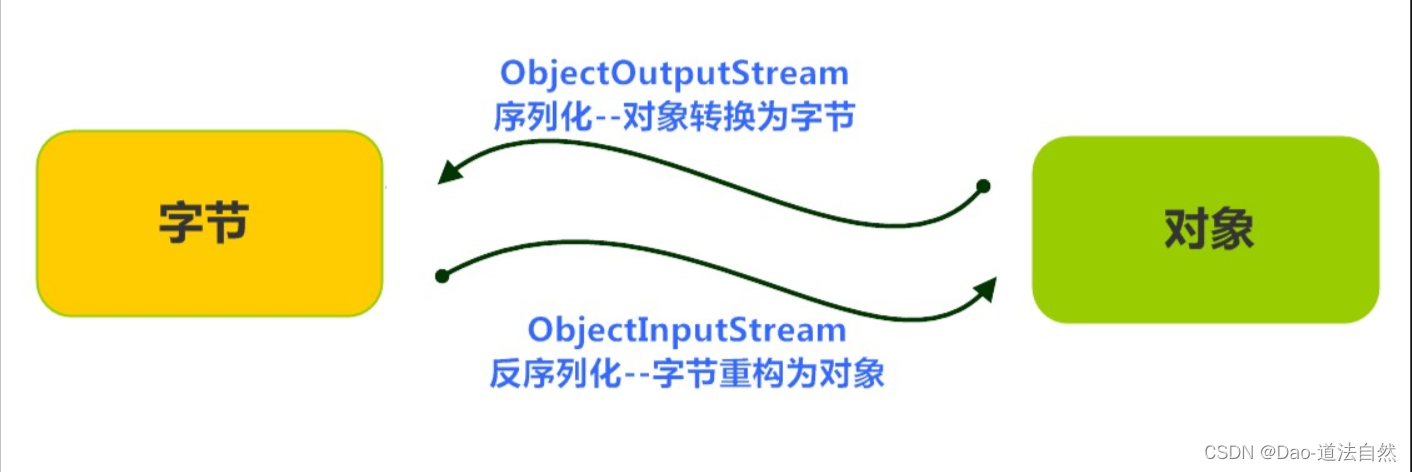 ObjectOutputStream
序列化--对象转换为字节
字节
对象
ObjectInputStream
反序列化--字节重构为对象
CSDN @Dao-道法自然